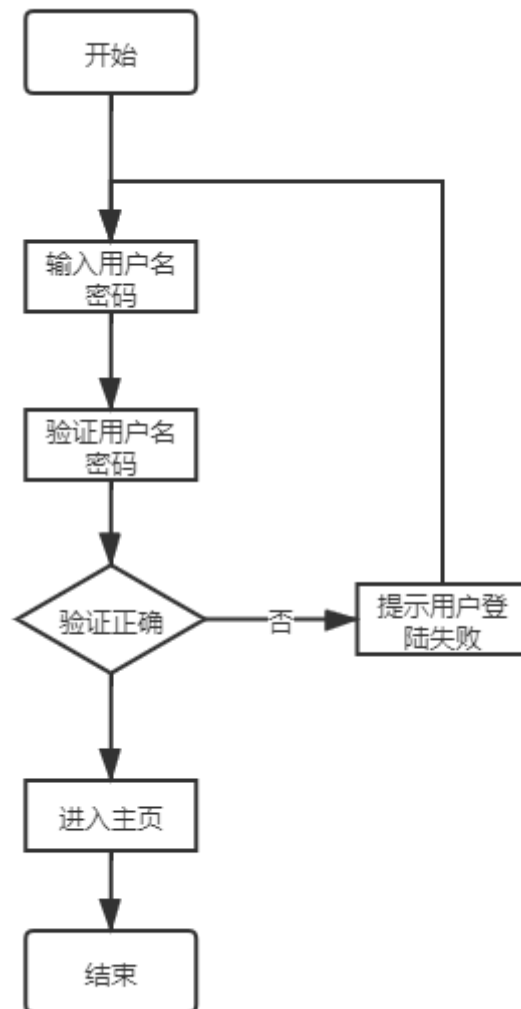 开始
输入用户名
密码
验证用户名
密码
验证正确
否
提示用户登
陆失败
进入主页
结束